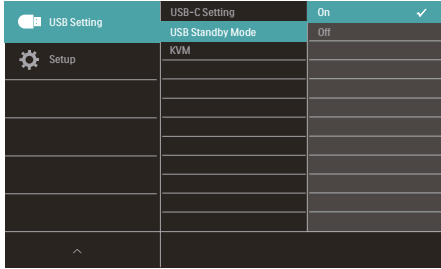 USB Setting
Setup
USB-C Setting
USB Standby Mode
KVM
On
Off